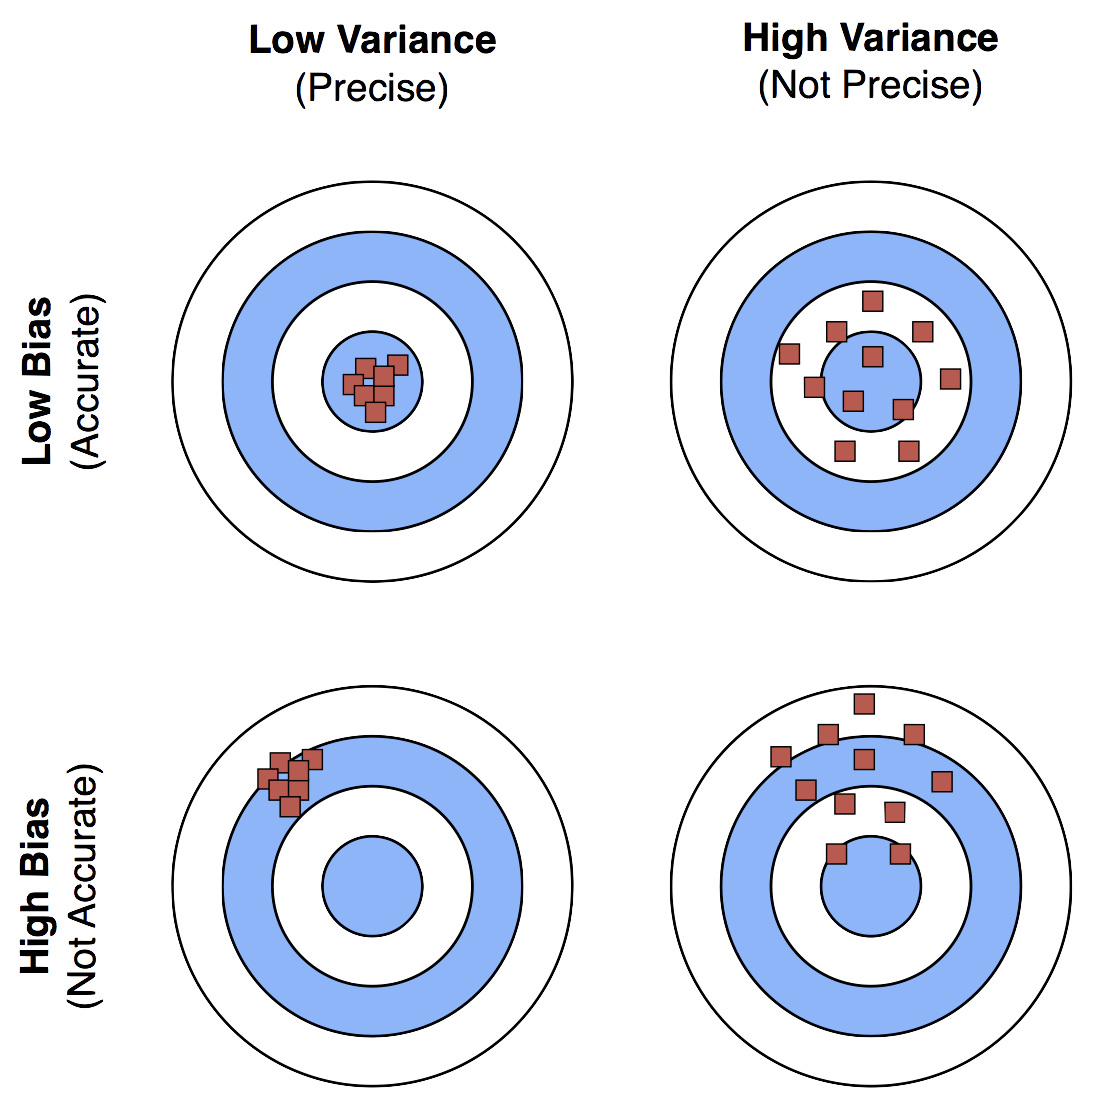 Low Variance
(Precise)
High Variance
(Not Precise)
Low Bias
(Accurate)
High Bias
(Not Accurate)